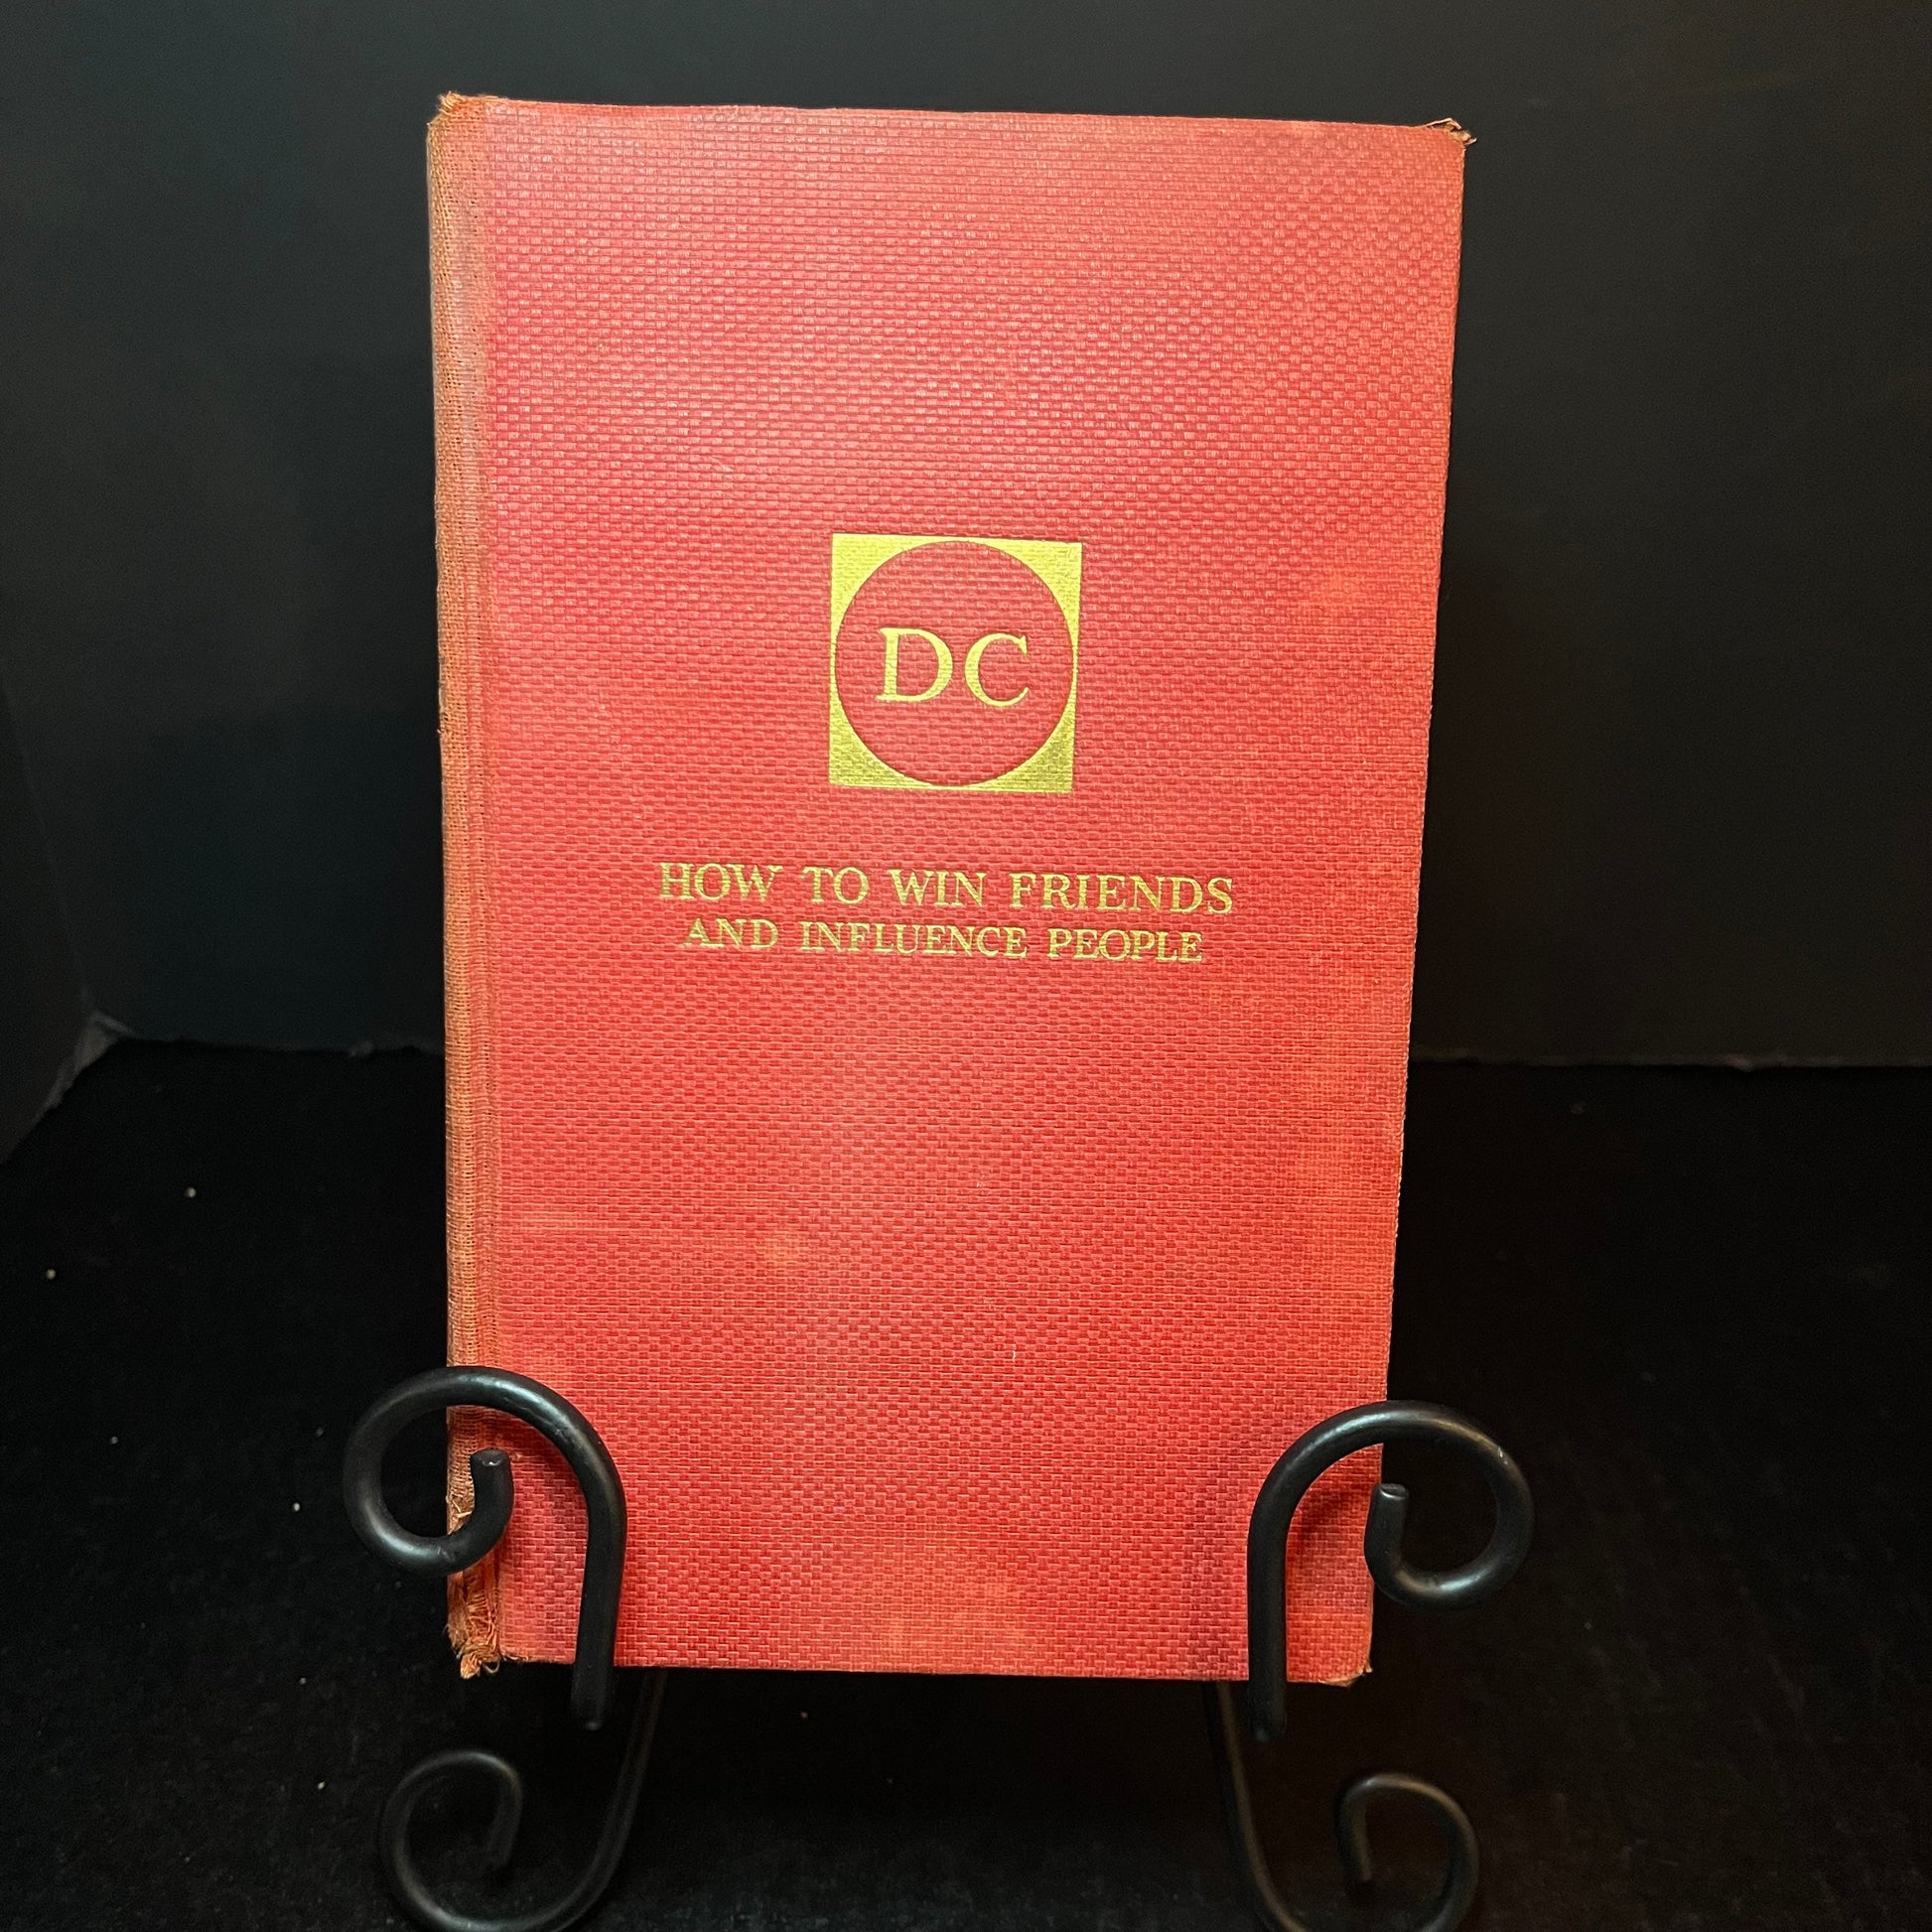 DC
HOW TO WIN FRIENDS
AND INFLUENCE PEOPLE